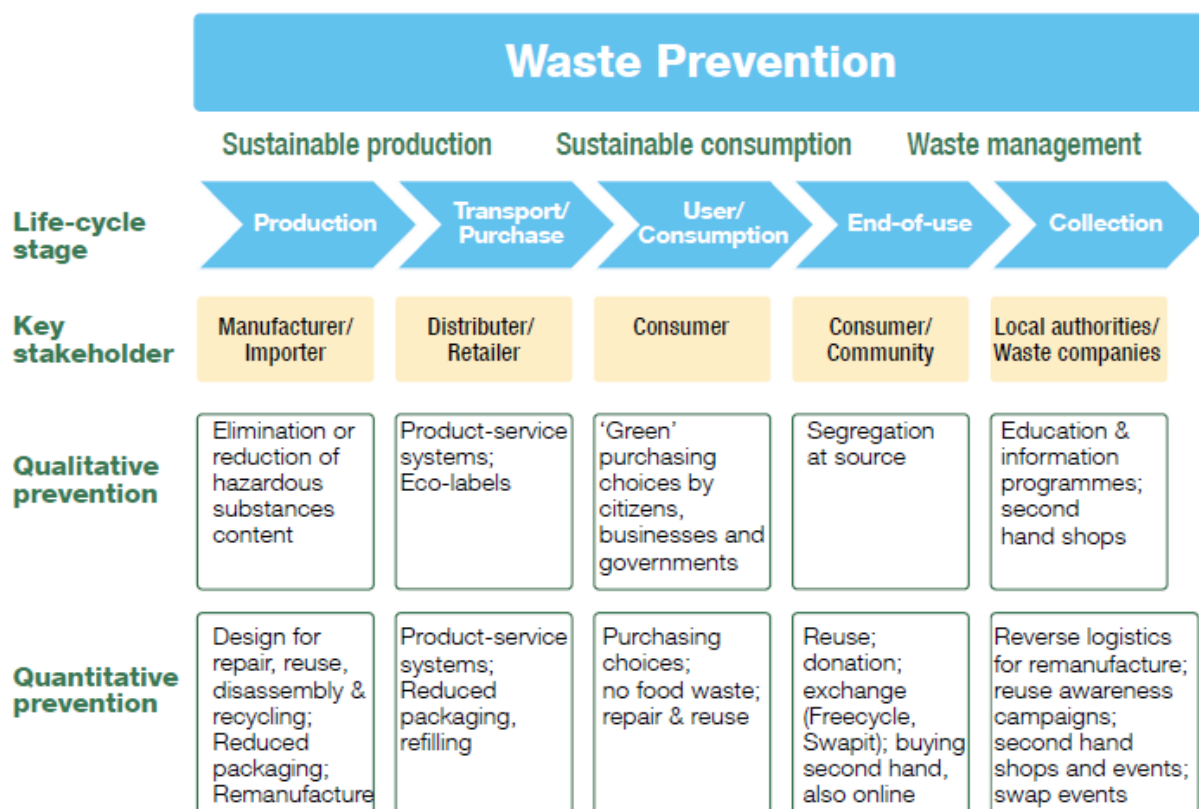 Waste Prevention
Sustainable production
Sustainable consumption
Waste management
Life-cycle
stage
Production
Transport/
Purchase
User/
Consumption
End-of-use
Collection
Key
stakeholder
Manufacturer/
Importer
Distributer/
Retailer
Consumer
Consumer/
Community
Local authorities/
Waste companies
Qualitative
prevention
Elimination or
reduction of
hazardous
substances
content
Product-service
systems;
Eco-labels
‘Green’
purchasing
choices by
citizens,
businesses and
governments
Segregation
at source
Education &
information
programmes;
second
hand shops
Quantitative
prevention
Design for
repair, reuse,
disassembly &
recycling;
Reduced
packaging;
Remanufacture
Product-service
systems;
Reduced
packaging,
refilling
Purchasing
choices;
no food waste;
repair & reuse
Reuse;
donation;
exchange
(Freecycle,
Swapit); buying
second hand,
also online
Reverse logistics
for remanufacture;
reuse awareness
campaigns;
second hand
shops and events;
swap events